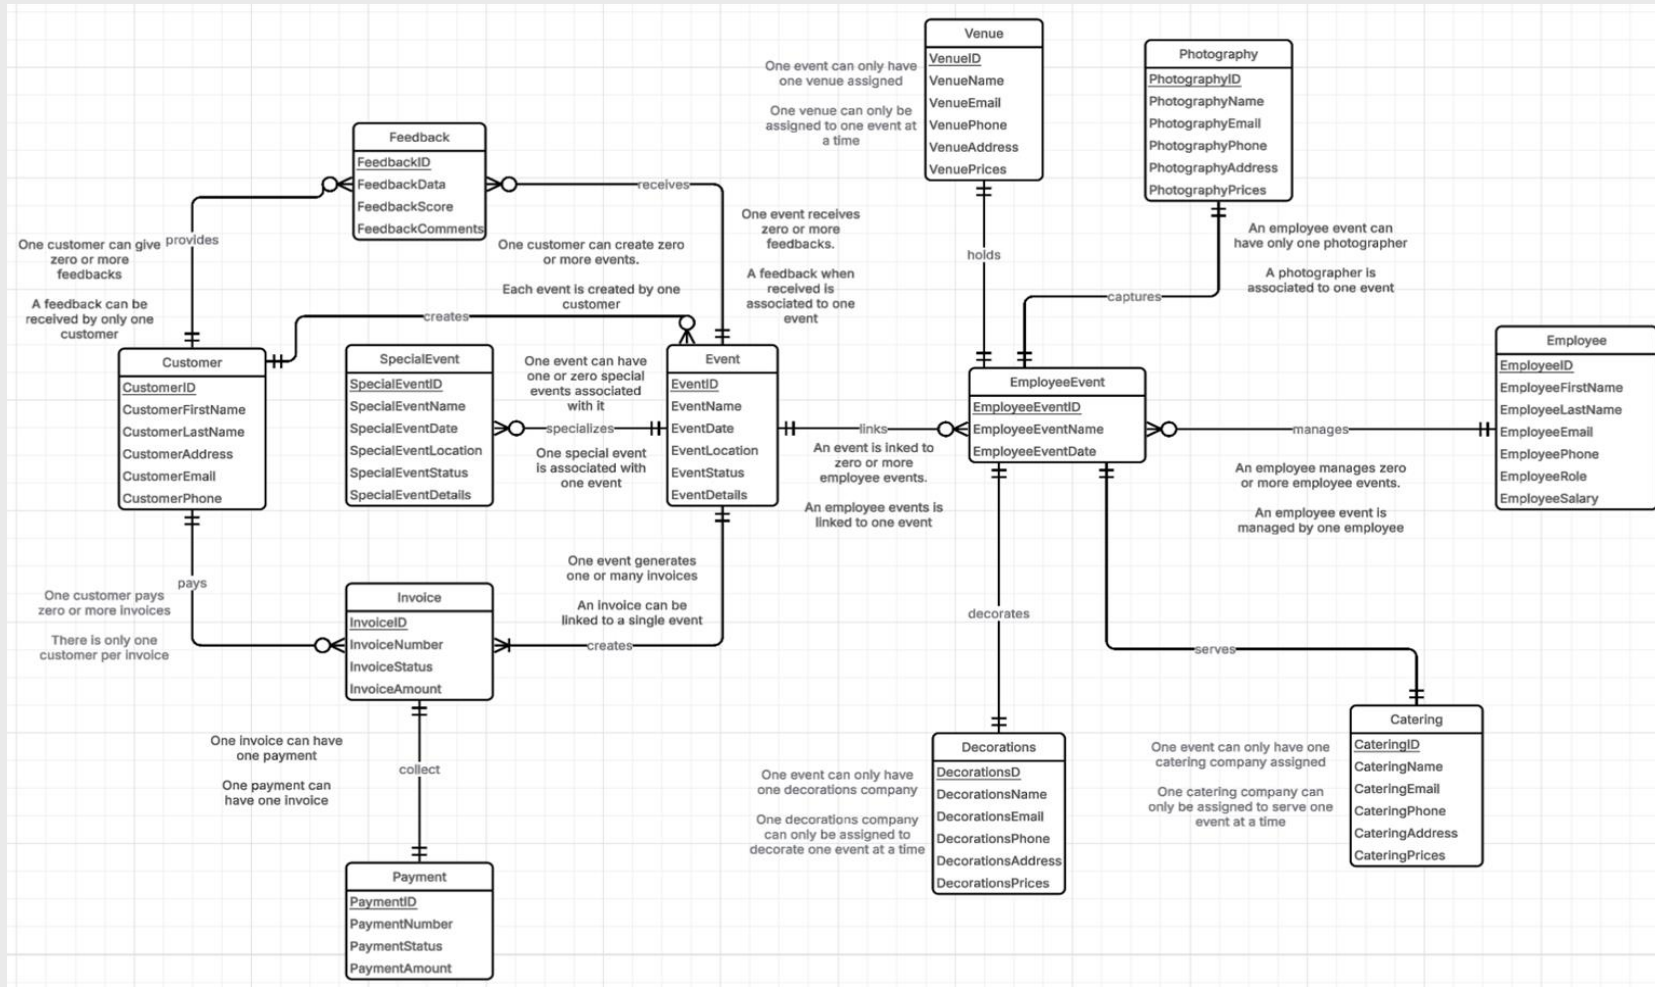 Venue
VenueID
VenueName
VenueEmail
VenuePhone
VenueAddress
VenuePrices
One event can only have
one venue assigned
One venue can only be
assigned to one event at
a time
Photography
PhotographyID
PhotographyName
PhotographyEmail
PhotographyPhone
PhotographyAddress
PhotographyPrices
Feedback
FeedbackID
FeedbackData
FeedbackScore
FeedbackComments
receives
provides
One customer can give
zero or more
feedbacks
A feedback can be
received by only one
customer
One customer can create zero
or more events.
Each event is created by one
customer
One event receives
zero or more
feedbacks.
A feedback when
received is
associated to one
event
holds
An employee event can
have only one photographer
A photographer is
associated to one event
captures
creates
Customer
CustomerID
CustomerFirstName
CustomerLastName
CustomerAddress
CustomerEmail
CustomerPhone
SpecialEvent
SpecialEventID
SpecialEventName
SpecialEventDate
SpecialEventLocation
SpecialEventStatus
SpecialEventDetails
One event can have
one or zero special
events associated
with it
specializes
One special event
is associated with
one event
Event
EventID
EventName
EventDate
EventLocation
EventStatus
EventDetails
links
An event is inked to
zero or more
employee events.
An employee events is
linked to one event
EmployeeEvent
EmployeeEventID
EmployeeEventName
EmployeeEventDate
manages
An employee manages zero
or more employee events.
An employee event is
managed by one employee
Employee
EmployeeID
EmployeeFirstName
EmployeeLastName
EmployeeEmail
EmployeePhone
EmployeeRole
EmployeeSalary
pays
One customer pays
zero or more invoices
There is only one
customer per invoice
Invoice
InvoiceID
InvoiceNumber
InvoiceStatus
InvoiceAmount
One event generates
one or many invoices
An invoice can be
linked to a single event
creates
decorates
serves
One invoice can have
one payment
One payment can
have one invoice
collect
Payment
PaymentID
PaymentNumber
PaymentStatus
PaymentAmount
One event can only have
one decorations company
One decorations company
can only be assigned to
decorate one event at a time
Decorations
DecorationsD
DecorationsName
DecorationsEmail
DecorationsPhone
DecorationsAddress
DecorationsPrices
One event can only have one
catering company assigned
One catering company can
only be assigned to serve one
event at a time
Catering
CateringID
CateringName
CateringEmail
CateringPhone
CateringAddress
CateringPrices